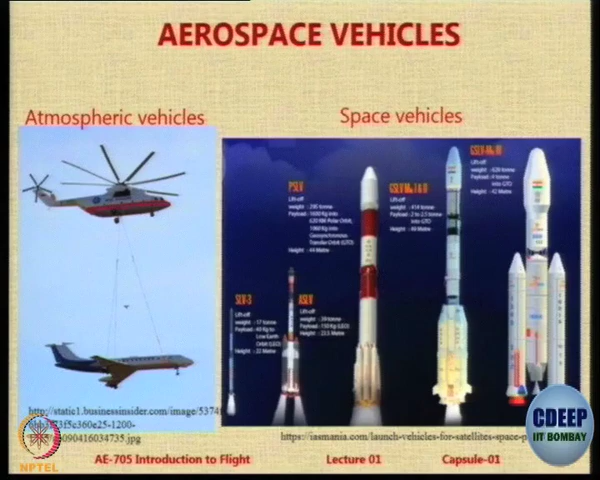 AEROSPACE VEHICLES
Atmospheric vehicles
Space vehicles
GSLV-Mk III
Lift-off
weight : 629 tonne
Payload : 4 tonne
into GTO
Height : 42 Metre
PSLV
Lift-off
weight : 295 tonne
Payload :
620 KM Polar Orbit,
1060 Kg into
Geosynchronous
Transfer Orbit (GTO)
Height : 44 Metre
GSLV Mk I & II
Lift-off
weight : 414 tonne
Payload : 2 to 2.5 tonne
into GTO
Height : 49 Metre
SLV-3
Lift-off
weight : 17 tonne
Payload : 40 Kg to
Low Earth
Orbit (LEO)
Height : 22 Metre
ASLV
Lift-off
weight : 39 tonne
Payload : 150 Kg (LEO)
Height : 23.5 Metre
http://static1.businessinsider.com/image/5374
090416034735.jpg
https://iasmania.com/launch-vehicles-for-satellites-space-p
CDEEP
IIT BOMBAY
NPTEL
AE-705 Introduction to Flight
Lecture 01
Capsule-01